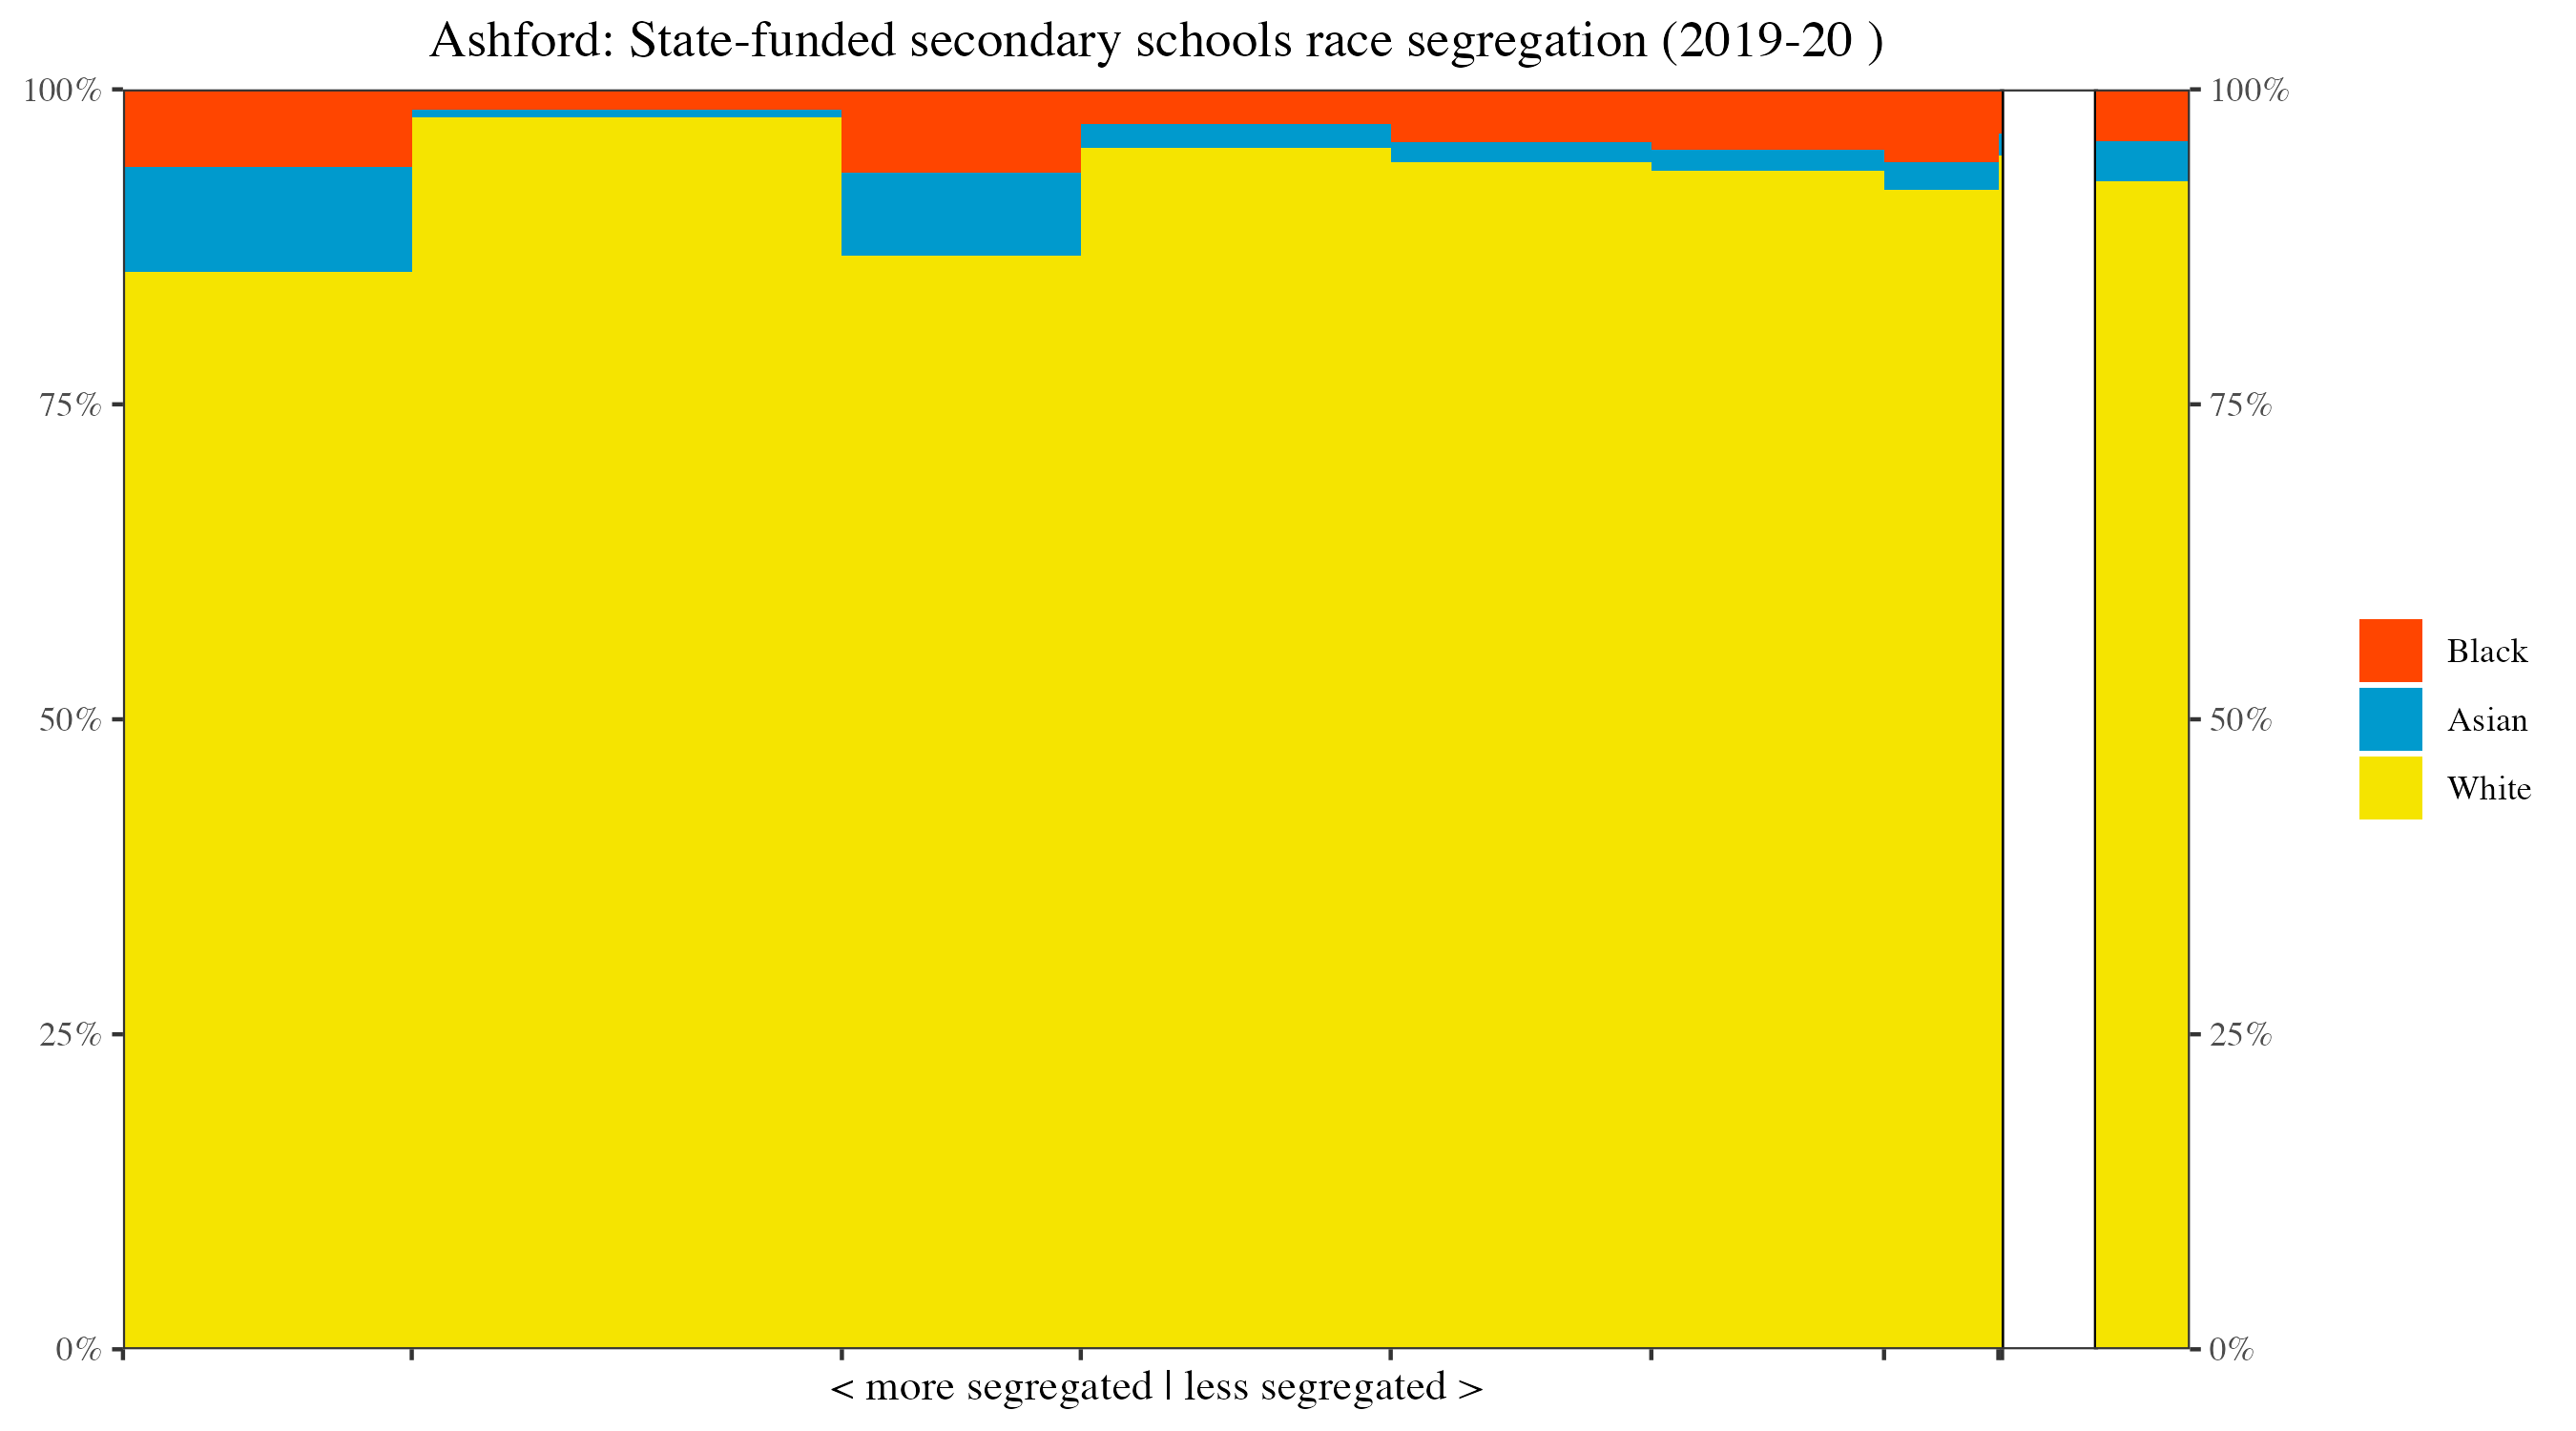 Ashford: State-funded secondary schools race segregation (2019-20 )
100%
75%
50%
25%
0%
100%
75%
50%
25%
0%
Black
Asian
White
< more segregated | less segregated >